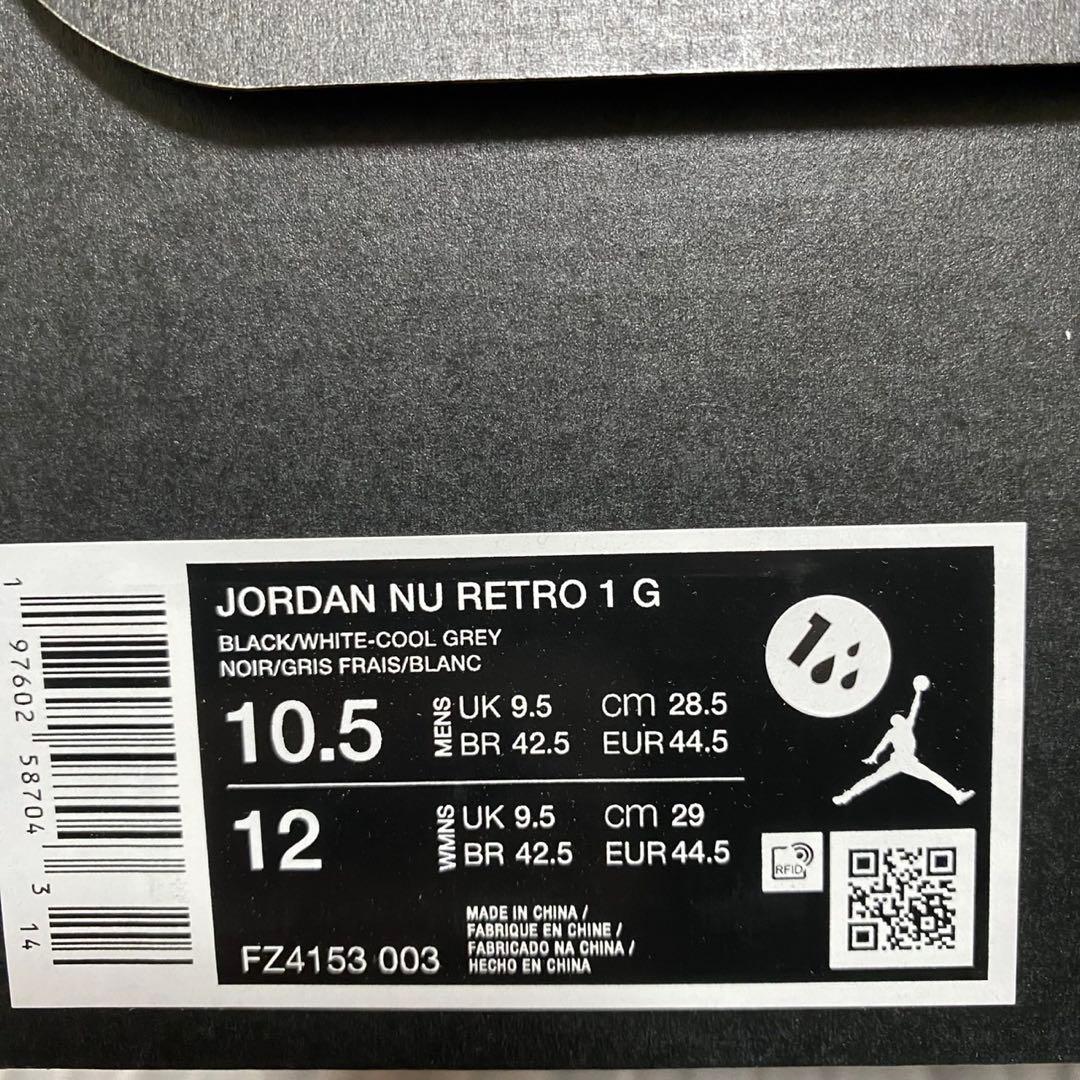 JORDAN NU RETRO 1 G
BLACK/WHITE-COOL GREY
NOIR/GRIS FRAIS/BLANC
10.5 MENS UK 9.5 CM 28.5
BR 42.5 EUR 44.5
12 WMNS UK 9.5 CM 29
BR 42.5 EUR 44.5
MADE IN CHINA /
FABRIQUE EN CHINE /
FABRICADO NA CHINA /
HECHO EN CHINA
FZ4153 003
RFID
1
1 97602 58704 3 14